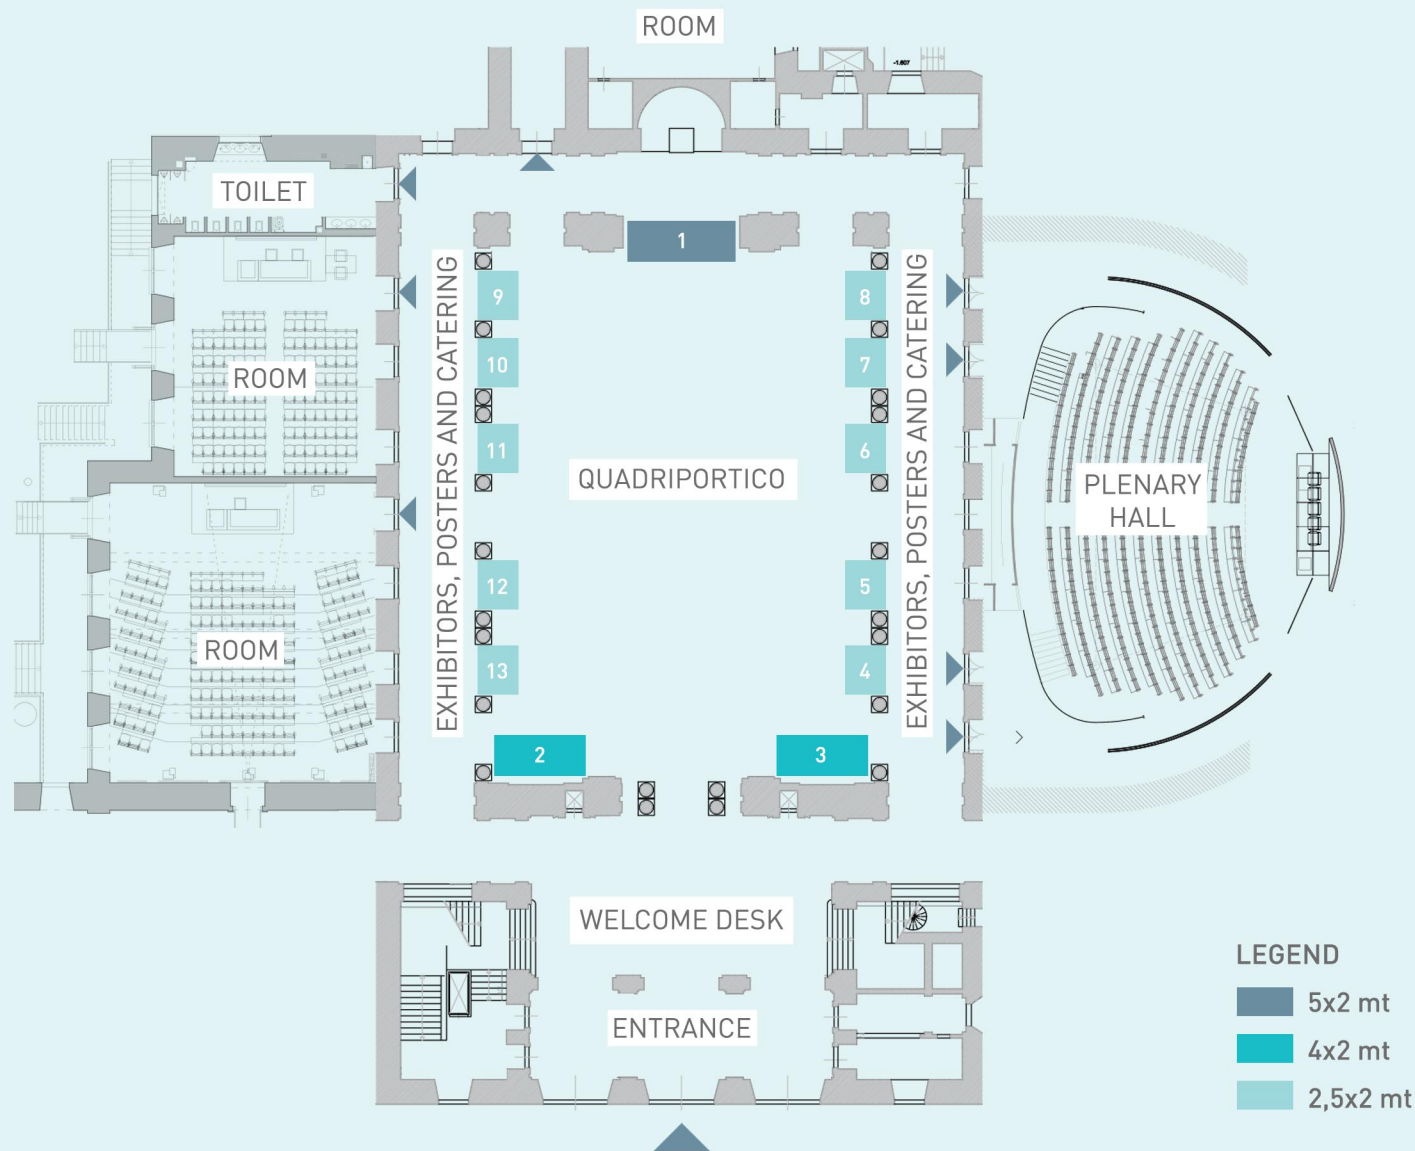 ROOM
-1.607
TOILET
1
EXHIBITORS, POSTERS AND CATERING
EXHIBITORS, POSTERS AND CATERING
9
8
10
7
ROOM
11
6
QUADRIPORTICO
PLENARY
HALL
12
5
ROOM
13
4
2
3
WELCOME DESK
ENTRANCE
LEGEND
5x2 mt
4x2 mt
2,5x2 mt